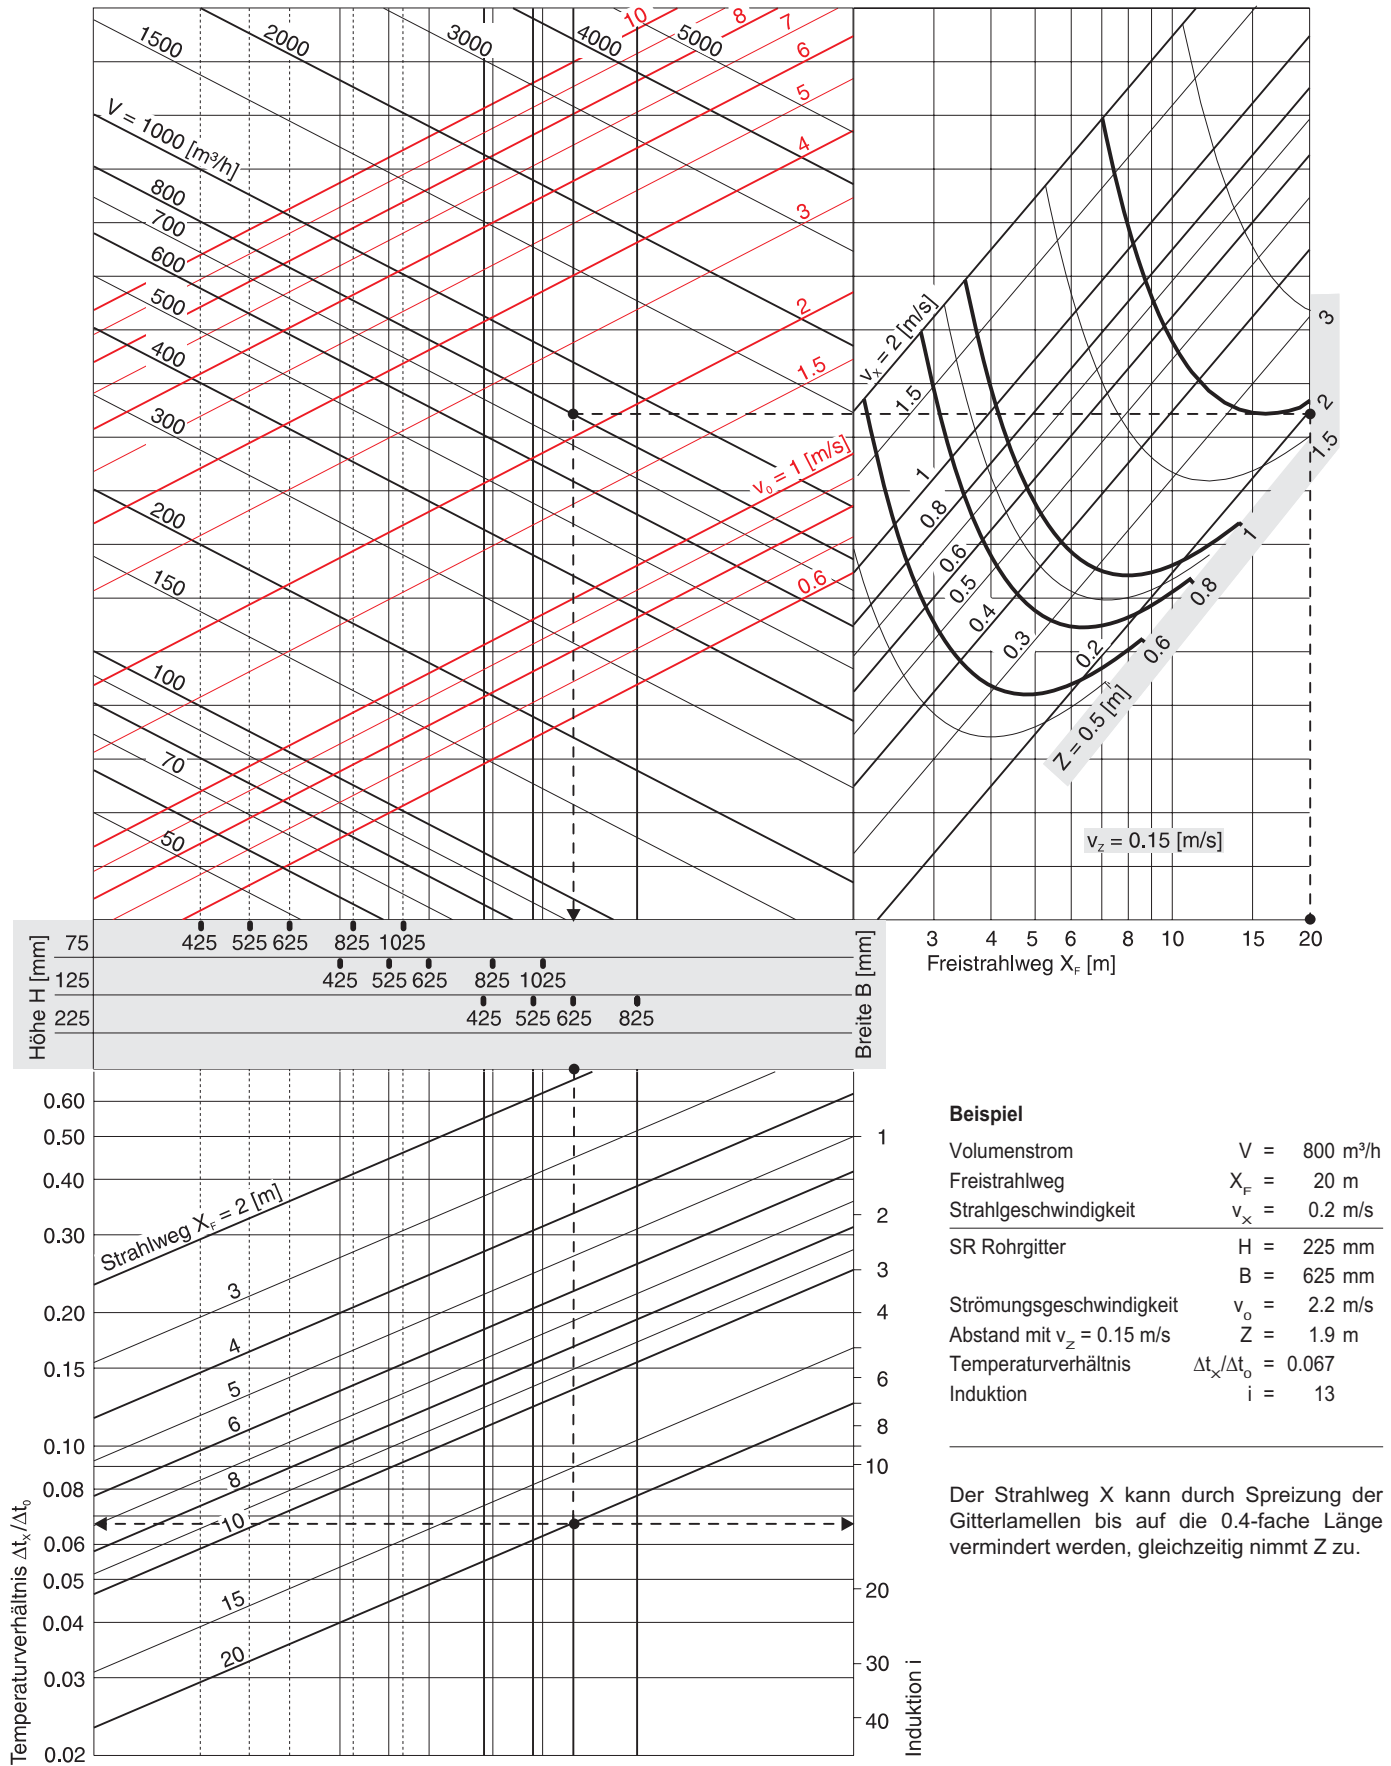 10
8
7
6
5
4
3
2
1.5
v₀ = 1 [m/s]
0.6
1500
2000
3000
4000
5000
V = 1000 [m³/h]
800
700
600
500
400
300
200
150
100
70
50
vₓ = 2 [m/s]
1.5
1
0.8
0.6
0.5
0.4
0.3
0.2
3
2
1.5
1
0.8
0.6
Z = 0.5 [m]
v_Z = 0.15 [m/s]
3 4 5 6 8 10 15 20
Freistrahlweg X_F [m]
Höhe H [mm]
Breite B [mm]
75 425 525 625 825 1025
125 425 525 625 825 1025
225 425 525 625 825
0.60
0.50
0.40
0.30
0.20
0.15
0.10
0.08
0.06
0.05
0.04
0.03
0.02
Temperaturverhältnis Δtₓ/Δt₀
Strahlweg X_F = 2 [m]
3
4
5
6
8
10
15
20
1
2
3
4
6
8
10
20
30
40
Induktion i
Beispiel
Volumenstrom V = 800 m³/h
Freistrahlweg X_F = 20 m
Strahlgeschwindigkeit vₓ = 0.2 m/s
SR Rohrgitter H = 225 mm
B = 625 mm
Strömungsgeschwindigkeit v₀ = 2.2 m/s
Abstand mit v_Z = 0.15 m/s Z = 1.9 m
Temperaturverhältnis Δtₓ/Δt₀ = 0.067
Induktion i = 13
Der Strahlweg X kann durch Spreizung der
Gitterlamellen bis auf die 0.4-fache Länge
vermindert werden, gleichzeitig nimmt Z zu.